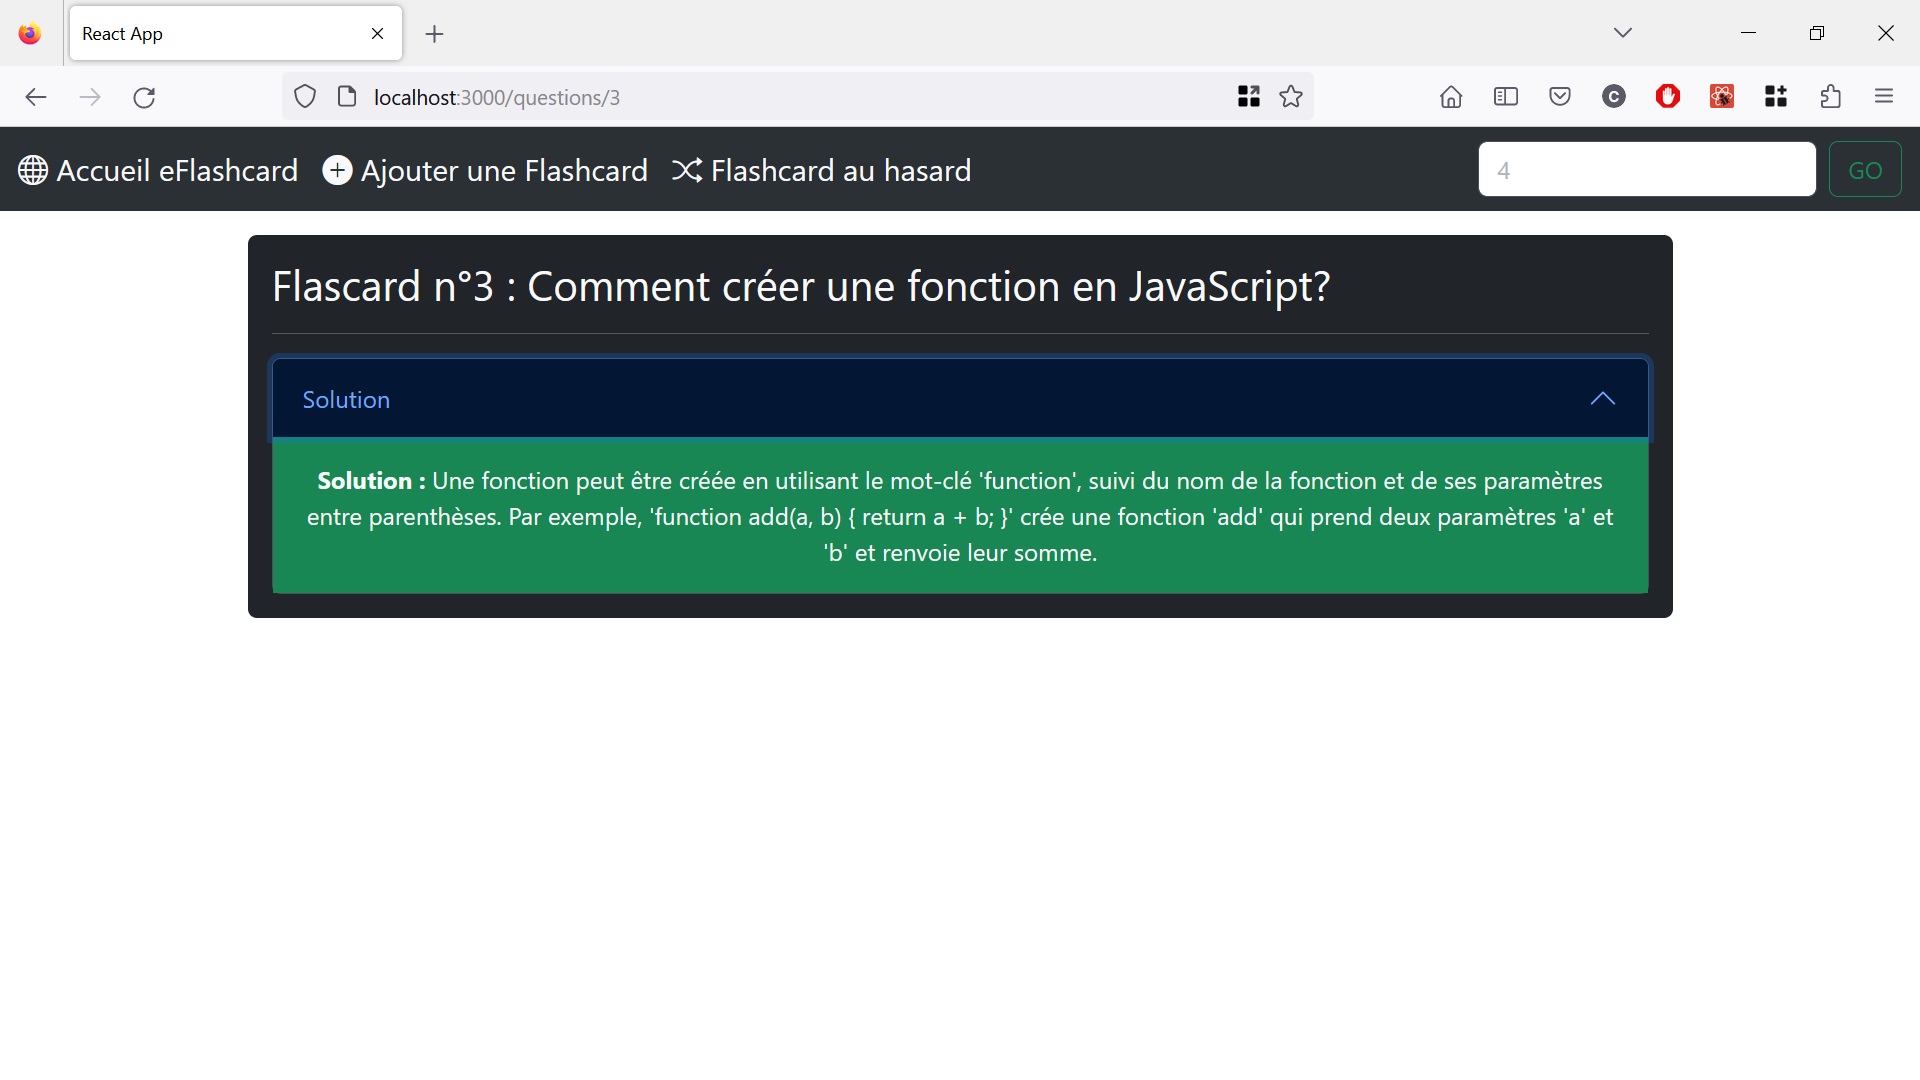 React App
localhost:3000/questions/3
C
Accueil eFlashcard Ajouter une Flashcard Flashcard au hasard 4 GO
Flascard n°3 : Comment créer une fonction en JavaScript?
Solution
Solution : Une fonction peut être créée en utilisant le mot-clé 'function', suivi du nom de la fonction et de ses paramètres
entre parenthèses. Par exemple, 'function add(a, b) { return a + b; }' crée une fonction 'add' qui prend deux paramètres 'a' et
'b' et renvoie leur somme.